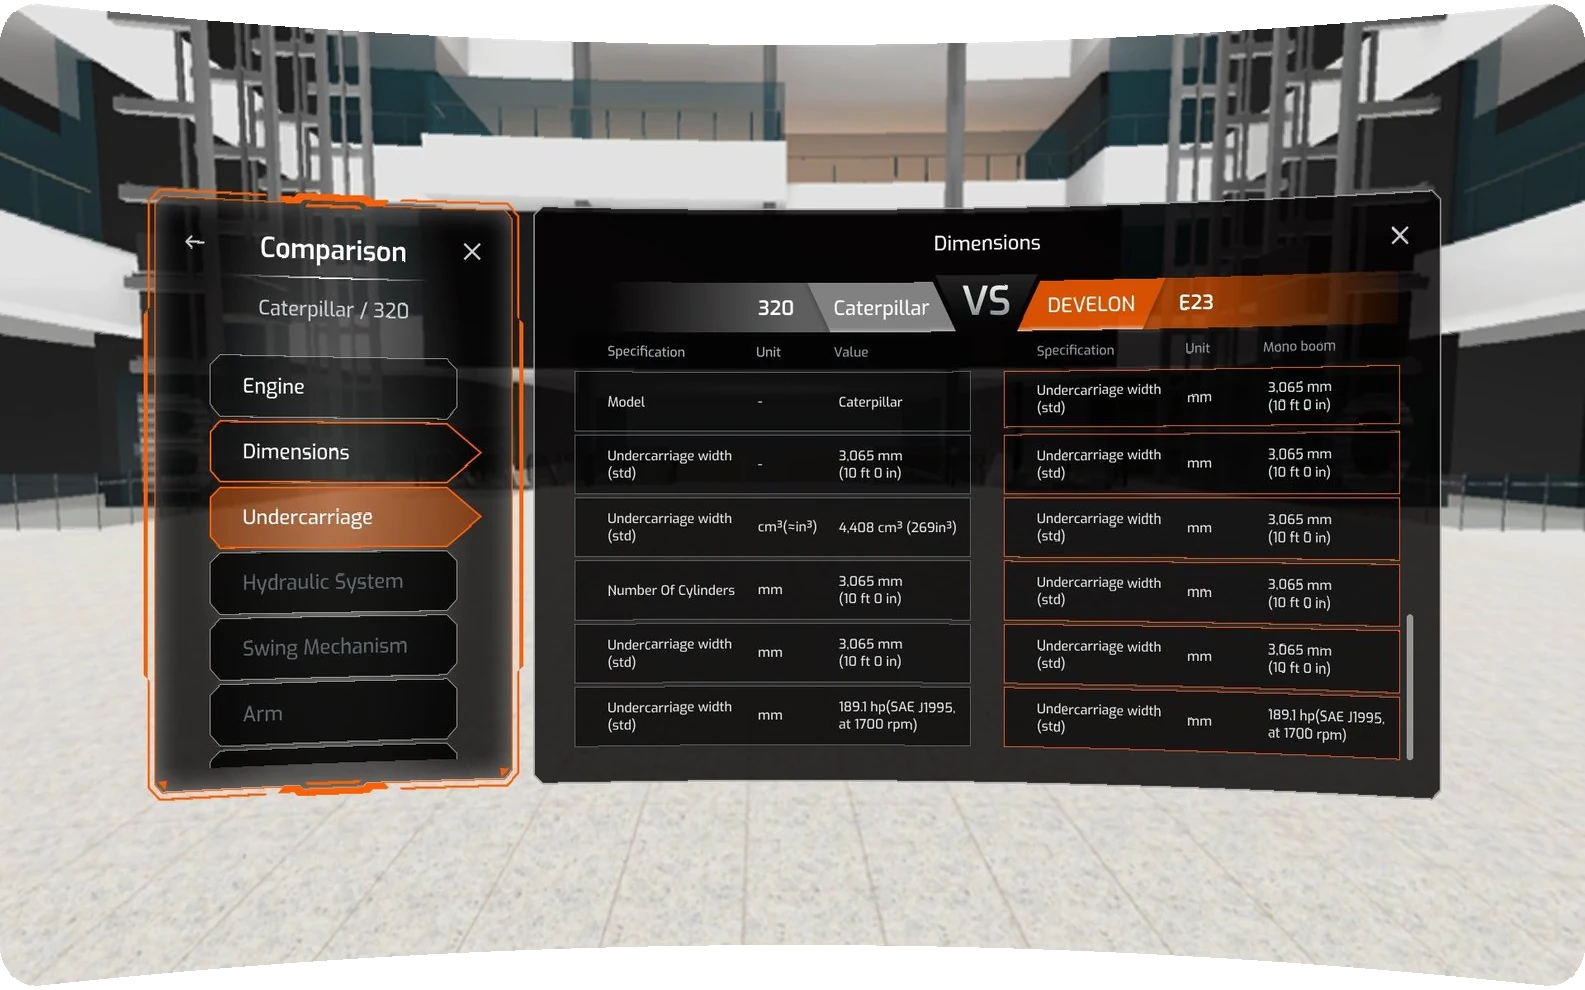 Comparison
Caterpillar / 320
Engine
Dimensions
Undercarriage
Hydraulic System
Swing Mechanism
Arm
Dimensions
320 Caterpillar VS DEVELON E23
Specification Unit Value
Model - Caterpillar
Undercarriage width
(std)
-
3,065 mm
(10 ft 0 in)
Undercarriage width
(std)
cm³(≈in³)
4,408 cm³ (269in³)
Number Of Cylinders
mm
3,065 mm
(10 ft 0 in)
Undercarriage width
(std)
mm
3,065 mm
(10 ft 0 in)
Undercarriage width
(std)
mm
189.1 hp(SAE J1995,
at 1700 rpm)
Specification Unit Mono boom
Undercarriage width
(std)
mm
3,065 mm
(10 ft 0 in)
Undercarriage width
(std)
mm
3,065 mm
(10 ft 0 in)
Undercarriage width
(std)
mm
3,065 mm
(10 ft 0 in)
Undercarriage width
(std)
mm
3,065 mm
(10 ft 0 in)
Undercarriage width
(std)
mm
3,065 mm
(10 ft 0 in)
Undercarriage width
(std)
mm
189.1 hp(SAE J1995,
at 1700 rpm)